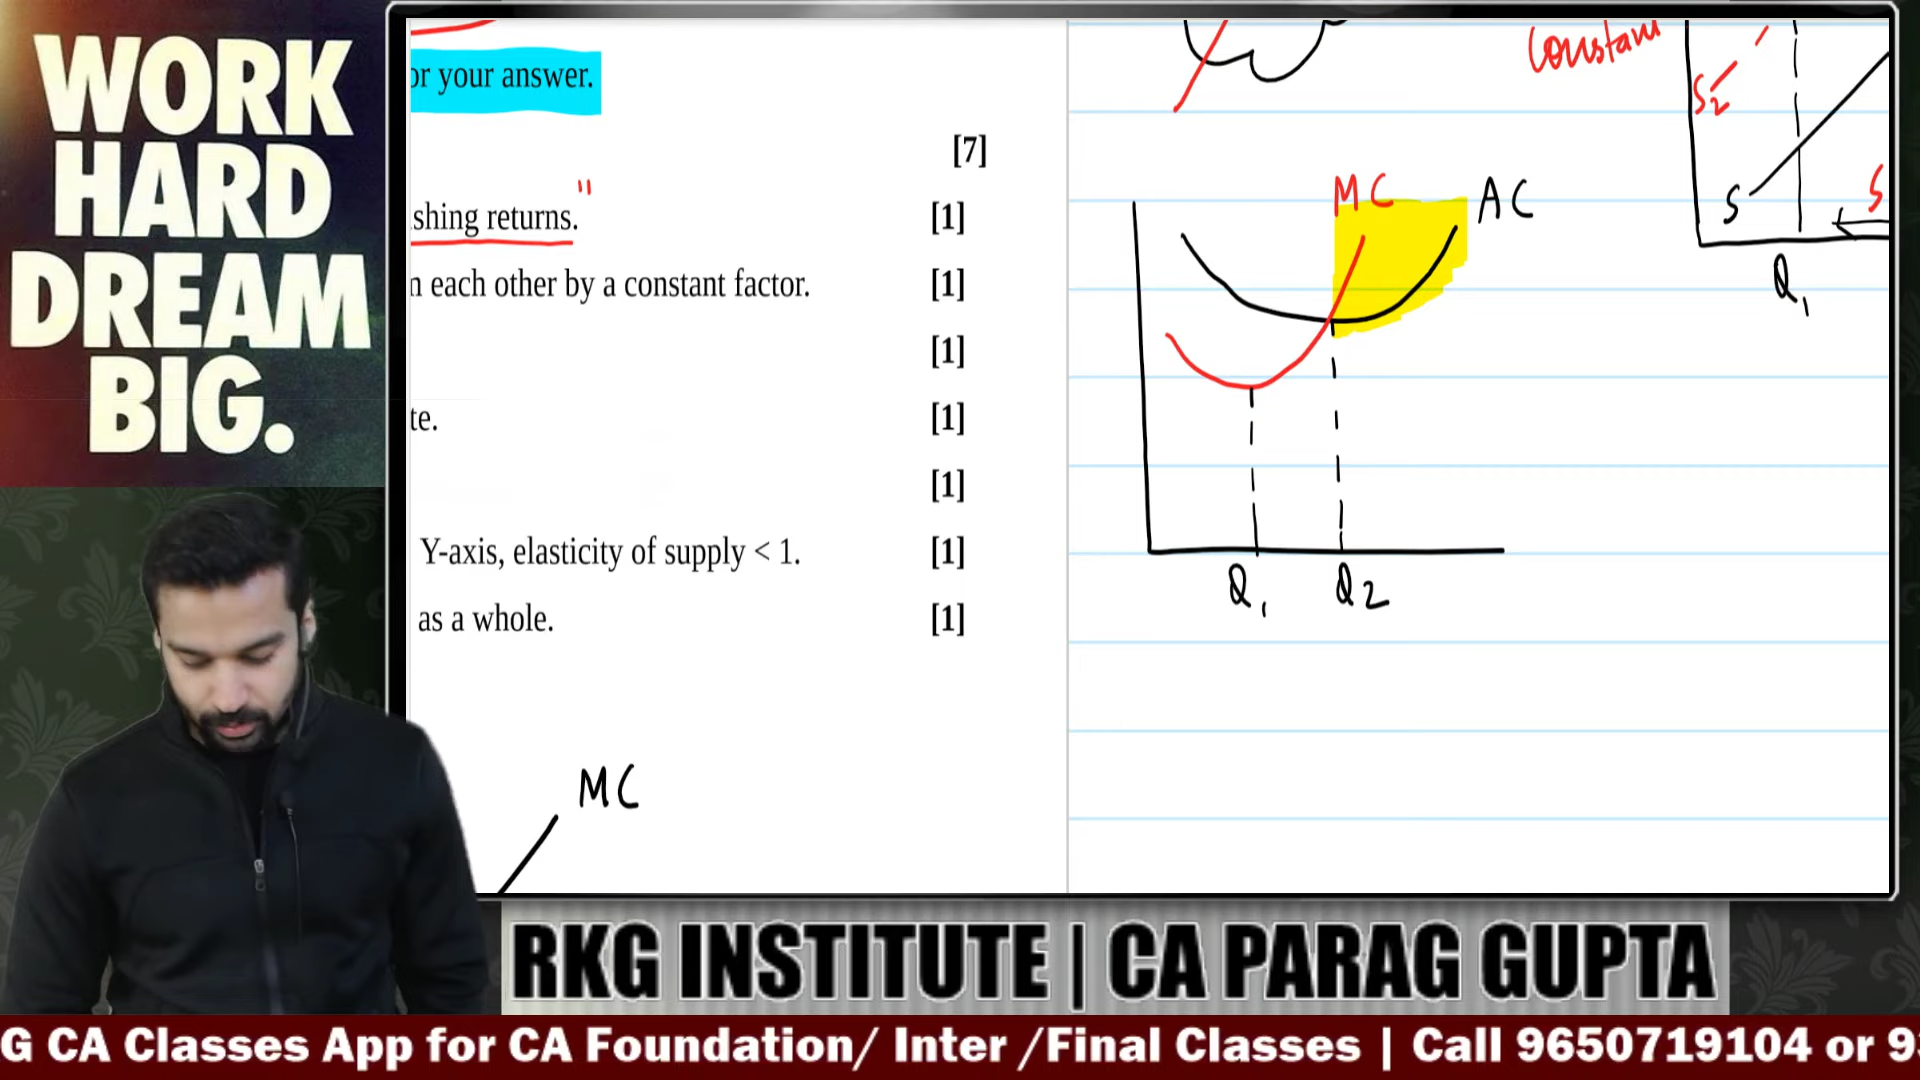 WORK
HARD
DREAM
BIG.
or your answer.
[7]
shing returns."
[1]
each other by a constant factor.
[1]
[1]
te.
[1]
[1]
Y-axis, elasticity of supply < 1.
[1]
as a whole.
[1]
MC
constant
S2
S
S
Q1
MC
AC
Q1
Q2
RKG INSTITUTE | CA PARAG GUPTA
G CA Classes App for CA Foundation/ Inter /Final Classes | Call 9650719104 or 93